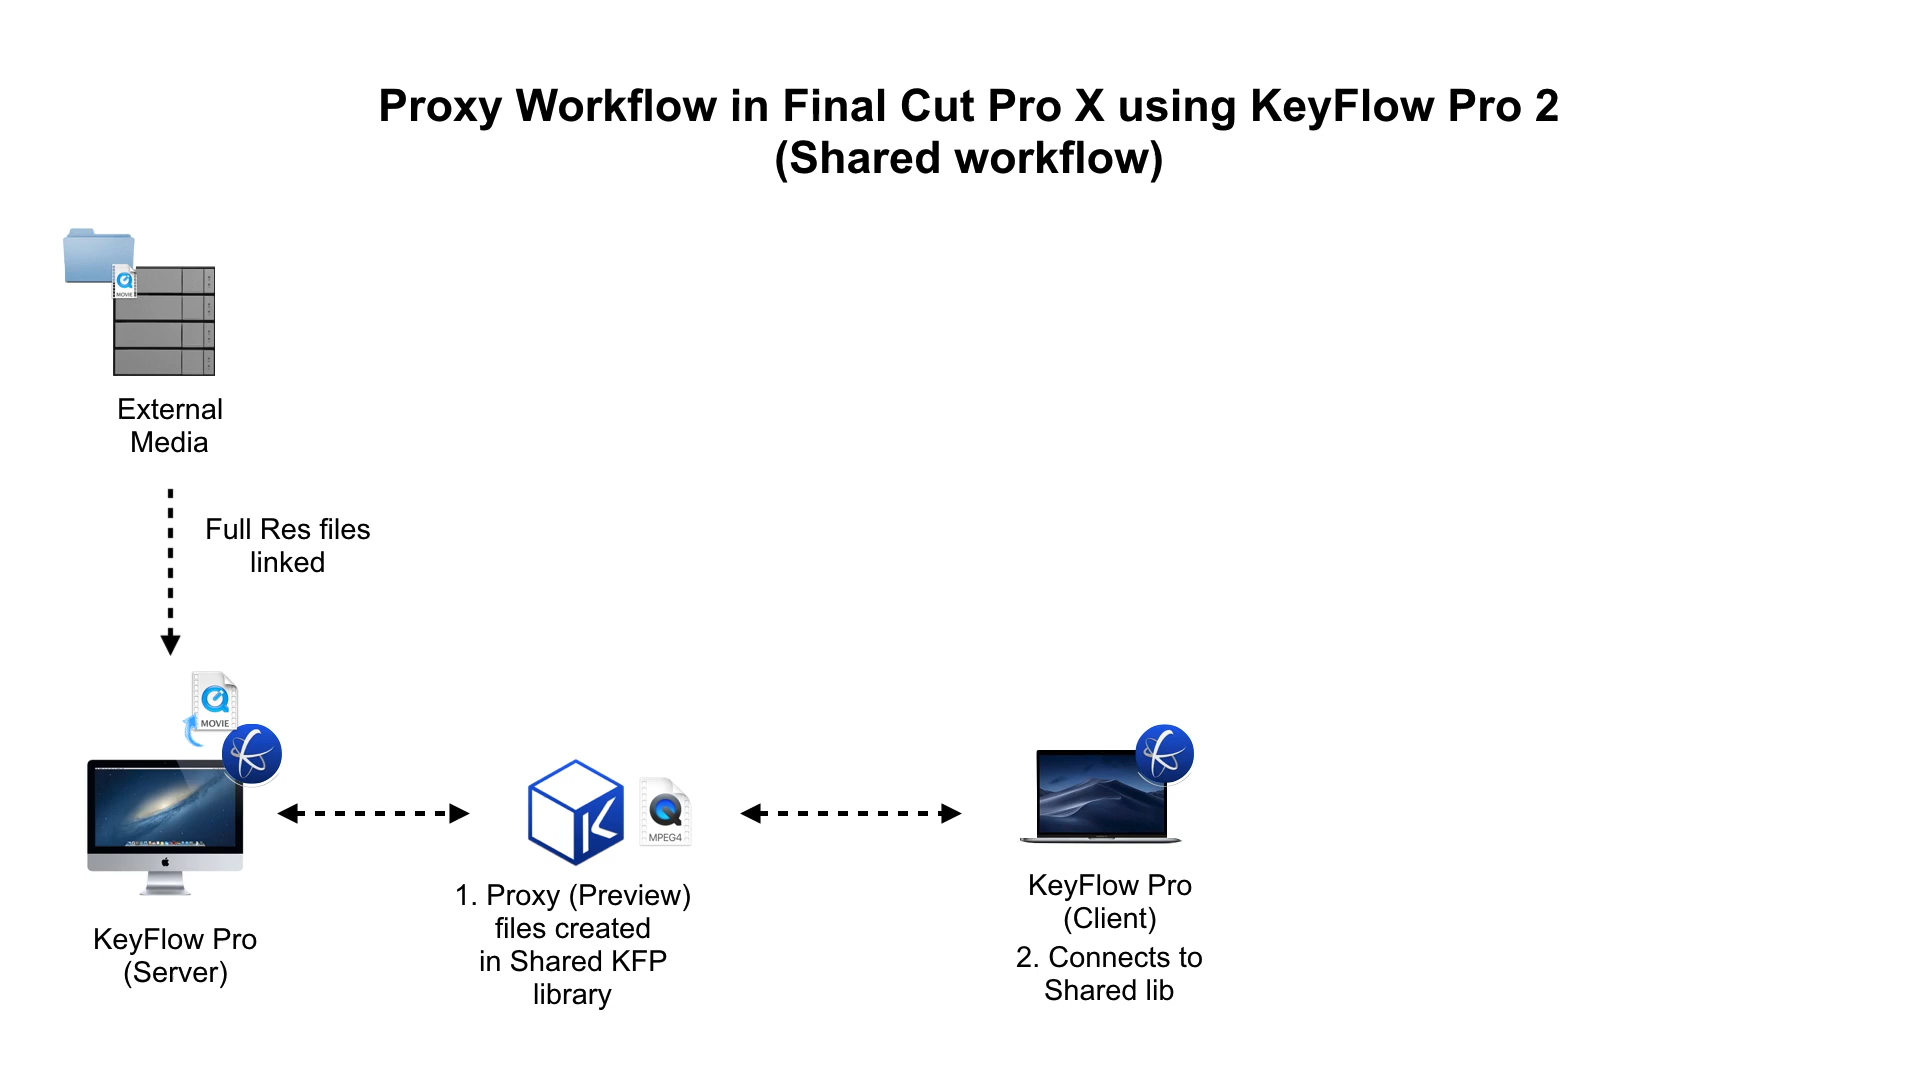 Proxy Workflow in Final Cut Pro X using KeyFlow Pro 2
(Shared workflow)
MOVIE
External
Media
Full Res files
linked
MOVIE
MPEG4
KeyFlow Pro
(Server)
1. Proxy (Preview)
files created
in Shared KFP
library
KeyFlow Pro
(Client)
2. Connects to
Shared lib